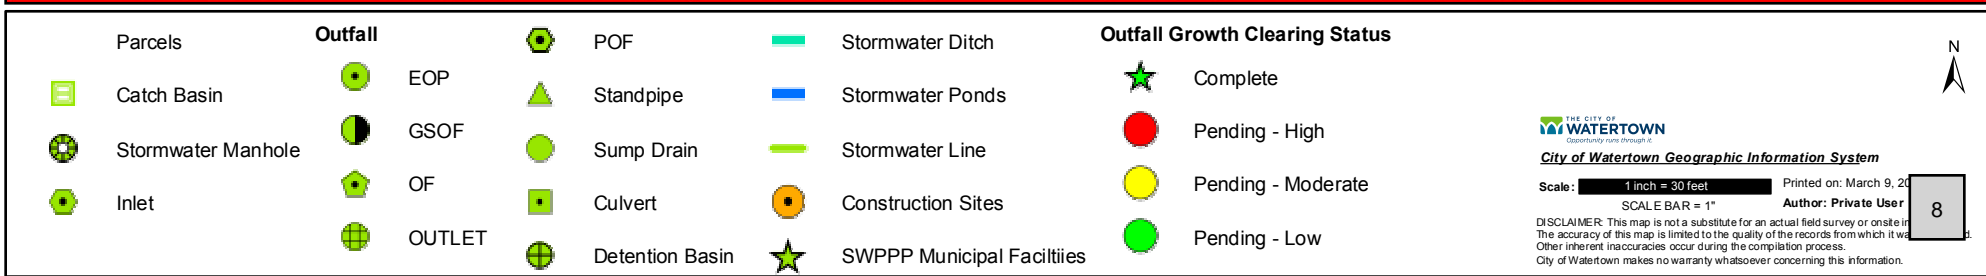 Parcels
Catch Basin
Stormwater Manhole
Inlet
Outfall
EOP
GSOF
OF
OUTLET
POF
Standpipe
Sump Drain
Culvert
Detention Basin
Stormwater Ditch
Stormwater Ponds
Stormwater Line
Construction Sites
SWPPP Municipal Faciltiies
Outfall Growth Clearing Status
Complete
Pending - High
Pending - Moderate
Pending - Low
N
THE CITY OF
WATERTOWN
Opportunity runs through it.
City of Watertown Geographic Information System
Scale: 1 inch = 30 feet
SCALE BAR = 1"
Printed on: March 9, 20
Author: Private User
DISCLAIMER: This map is not a substitute for an actual field survey or onsite
The accuracy of this map is limited to the quality of the records from which it
Other inherent inaccuracies occur during the compilation process.
City of Watertown makes no warranty whatsoever concerning this information.
8